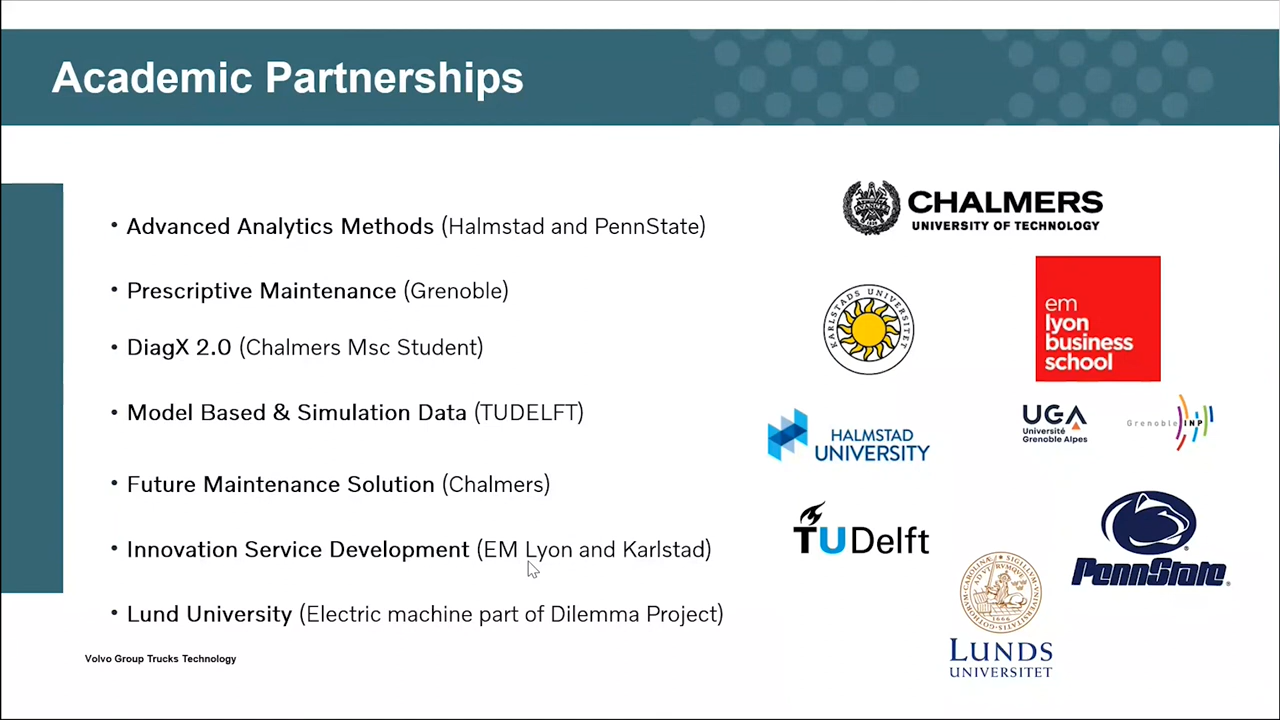 Academic Partnerships
• Advanced Analytics Methods (Halmstad and PennState)
• Prescriptive Maintenance (Grenoble)
• DiagX 2.0 (Chalmers Msc Student)
• Model Based & Simulation Data (TUDELFT)
• Future Maintenance Solution (Chalmers)
• Innovation Service Development (EM Lyon and Karlstad)
• Lund University (Electric machine part of Dilemma Project)
Volvo Group Trucks Technology
CHALMERS
UNIVERSITY OF TECHNOLOGY
KARLSTADS UNIVERSITET
em
lyon
business
school
HALMSTAD
UNIVERSITY
UGA
Université
Grenoble Alpes
Grenoble INP
TUDelft
PennState
1666
LUNDS
UNIVERSITET